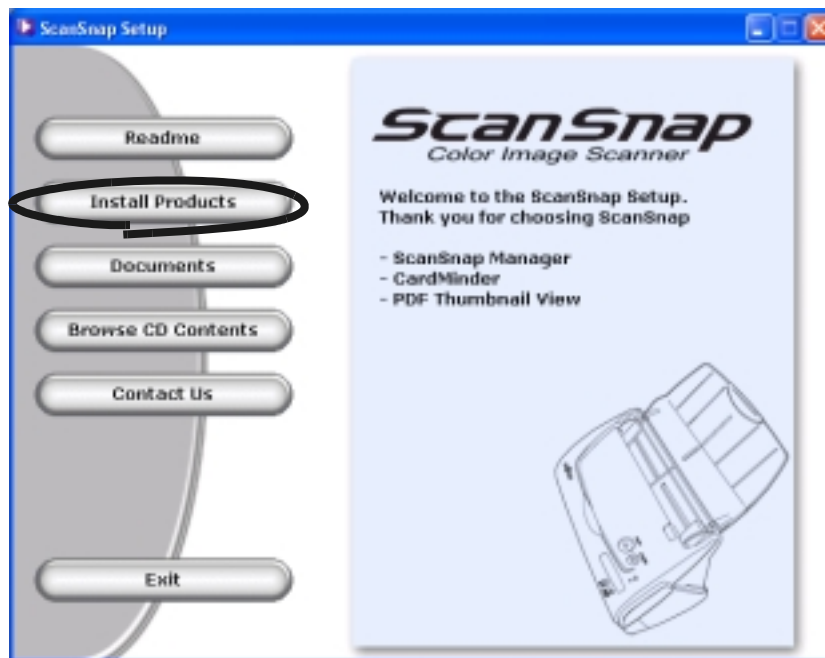 ScanSnap Setup
Readme
Install Products
Documents
Browse CD Contents
Contact Us
Exit
ScanSnap
Color Image Scanner
Welcome to the ScanSnap Setup.
Thank you for choosing ScanSnap
- ScanSnap Manager
- CardMinder
- PDF Thumbnail View